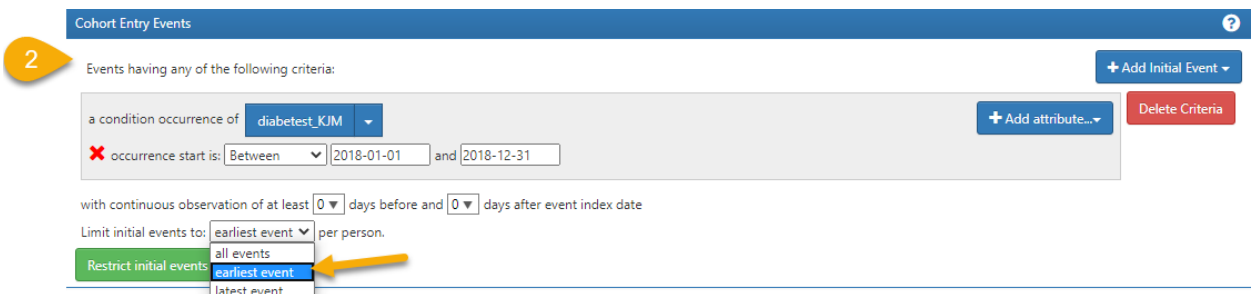 Cohort Entry Events ?
2
Events having any of the following criteria:
+ Add Initial Event
a condition occurrence of diabetest_KJM
+ Add attribute...
Delete Criteria
occurrence start is: Between 2018-01-01 and 2018-12-31
with continuous observation of at least 0 days before and 0 days after event index date
Limit initial events to: earliest event per person.
all events
Restrict initial events
earliest event
latest event